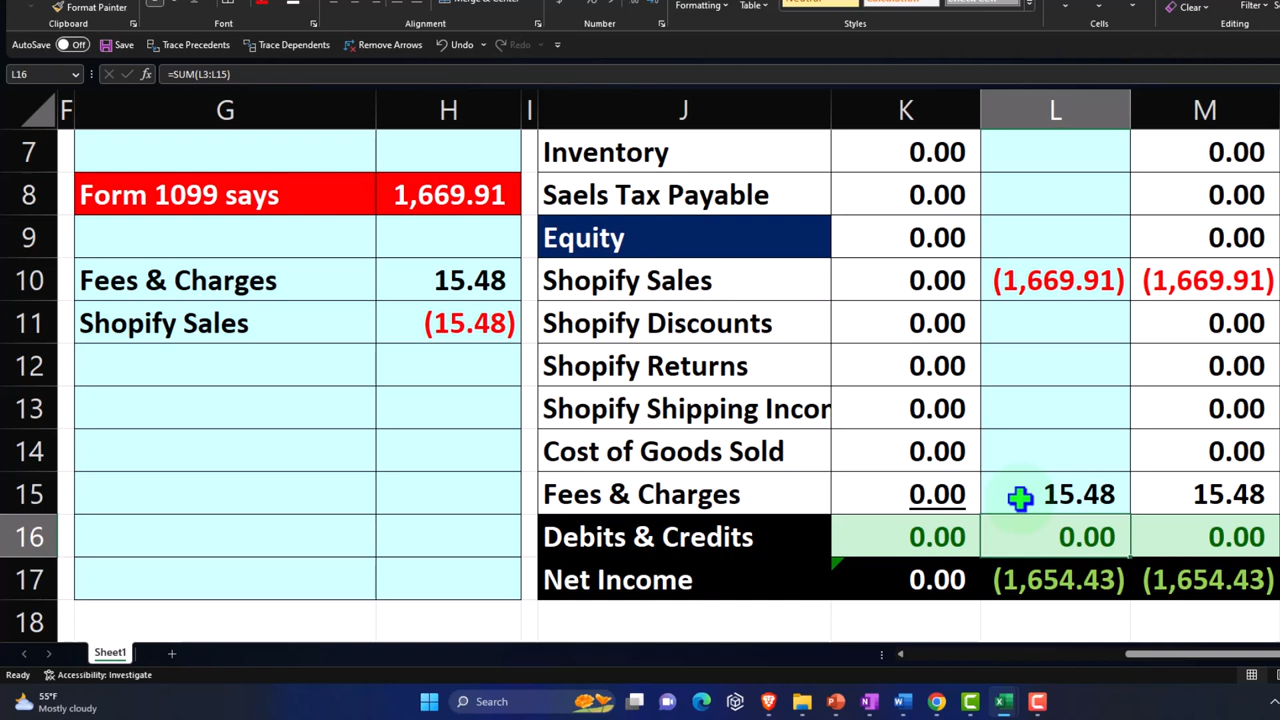 Format Painter
Merge & Center
Formatting
Table
Neutral
Calculation
Clear
Filter
Clipboard
Font
Alignment
Number
Styles
Cells
Editing
AutoSave Off Save Trace Precedents Trace Dependents Remove Arrows Undo Redo
L16 fx =SUM(L3:L15)
F G H I J K L M
7 Inventory 0.00 0.00
8 Form 1099 says 1,669.91 Saels Tax Payable 0.00 0.00
9 Equity 0.00 0.00
10 Fees & Charges 15.48 Shopify Sales 0.00 (1,669.91) (1,669.91)
11 Shopify Sales (15.48) Shopify Discounts 0.00 0.00
12 Shopify Returns 0.00 0.00
13 Shopify Shipping Incor 0.00 0.00
14 Cost of Goods Sold 0.00 0.00
15 Fees & Charges 0.00 15.48 15.48
16 Debits & Credits 0.00 0.00 0.00
17 Net Income 0.00 (1,654.43) (1,654.43)
18
Sheet1
Ready Accessibility: Investigate
55°F
Mostly cloudy
Search